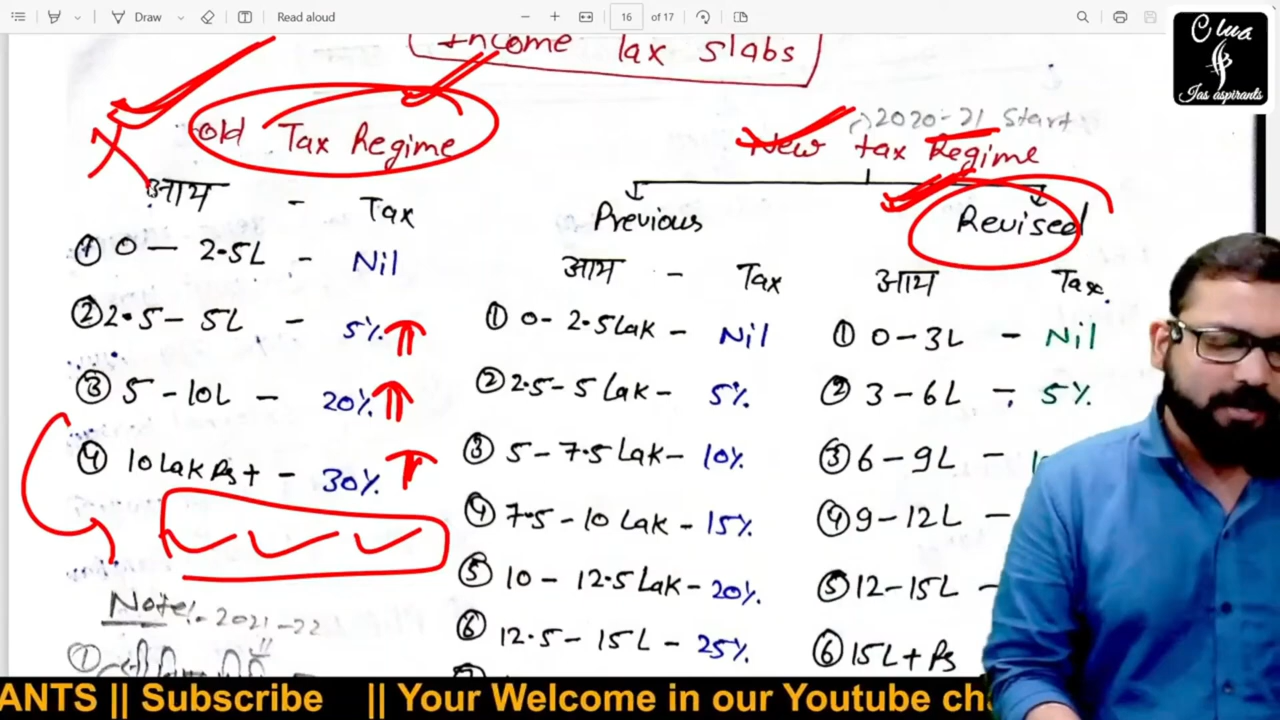 Draw
Read aloud
16
of 17
Clua
Ias aspirants
Income Tax Slabs
old Tax Regime
आय - Tax
① 0 - 2.5L - Nil
② 2.5 - 5L - 5%
③ 5 - 10L - 20%
④ 10 Lak Rs + - 30%
Note:- 2021-22
①
2020-21 Start
New tax Regime
Previous
आय - Tax
① 0 - 2.5 Lak - Nil
② 2.5 - 5 Lak - 5%
③ 5 - 7.5 Lak - 10%
④ 7.5 - 10 Lak - 15%
⑤ 10 - 12.5 Lak - 20%
⑥ 12.5 - 15L - 25%
Revised
आय Tax
① 0 - 3L - Nil
② 3 - 6L - 5%
③ 6 - 9L -
④ 9 - 12L -
⑤ 12 - 15L -
⑥ 15L + Rs
ANTS || Subscribe || Your Welcome in our Youtube ch